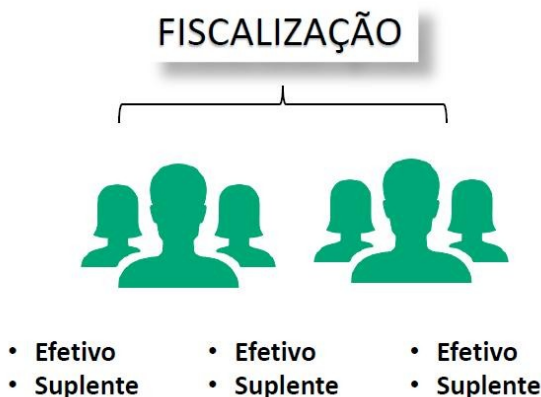 FISCALIZAÇÃO
• Efetivo • Efetivo • Efetivo
• Suplente • Suplente • Suplente